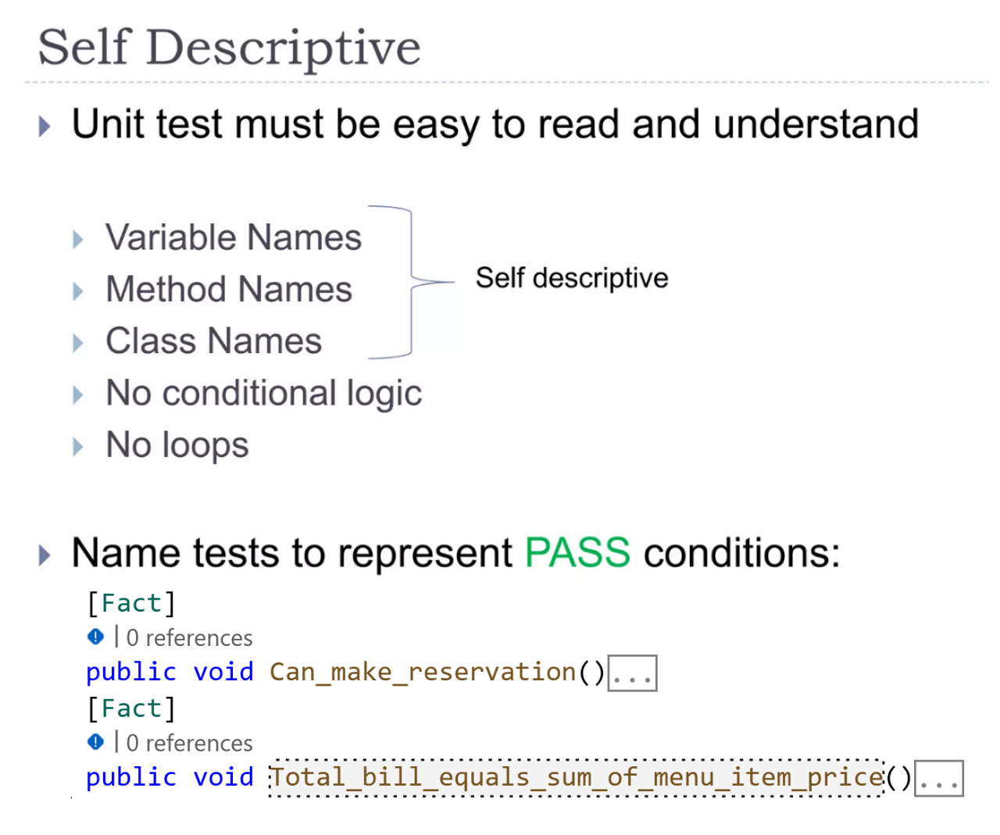 Self Descriptive
Unit test must be easy to read and understand
Variable Names
Method Names
Class Names
Self descriptive
No conditional logic
No loops
Name tests to represent PASS conditions:
[Fact]
| 0 references
public void Can_make_reservation()...
[Fact]
| 0 references
public void Total_bill_equals_sum_of_menu_item_price()...